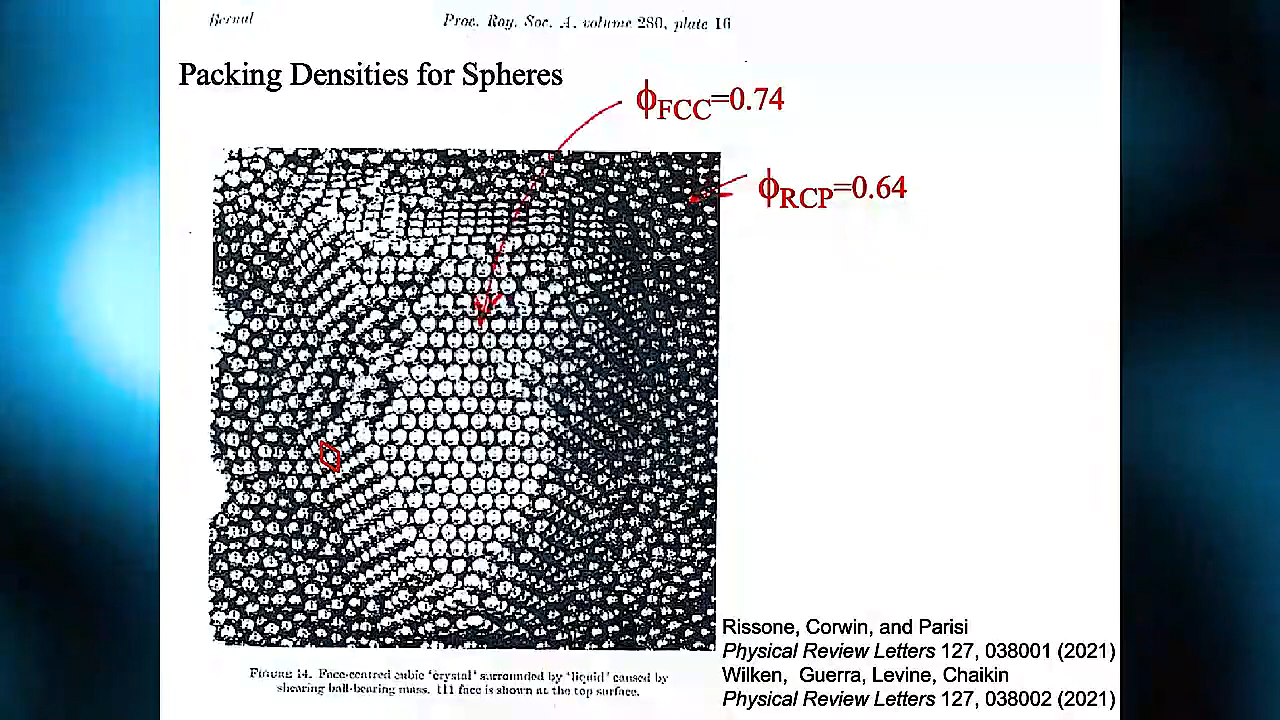 Bernal
Proc. Roy. Soc. A. volume 280, plate 16
Packing Densities for Spheres
ϕFCC=0.74
ϕRCP=0.64
Rissone, Corwin, and Parisi
Physical Review Letters 127, 038001 (2021)
Wilken, Guerra, Levine, Chaikin
Physical Review Letters 127, 038002 (2021)
FIGURE 14. Face-centred cubic 'crystal' surrounded by 'liquid' caused by
shearing ball-bearing mass. 111 face is shown at the top surface.